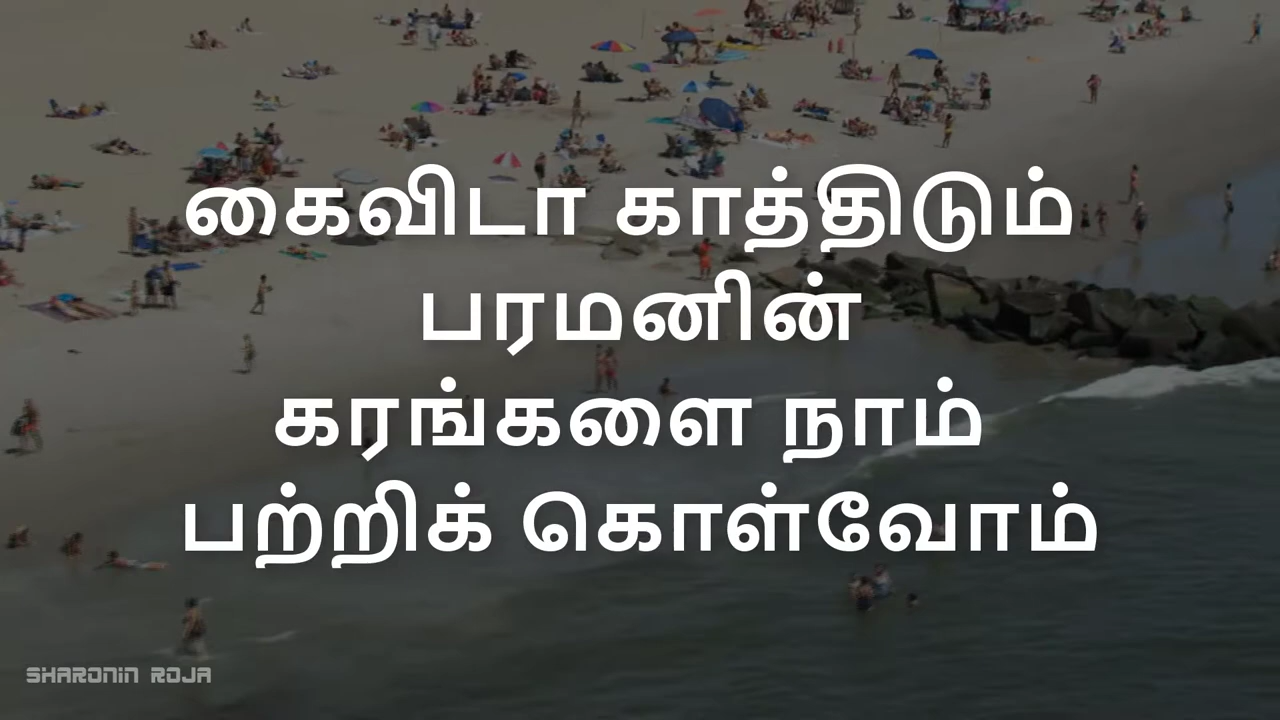 கைவிடா காத்திடும்
பரமனின்
கரங்களை நாம்
பற்றிக் கொள்வோம்
SHARONIN ROJA